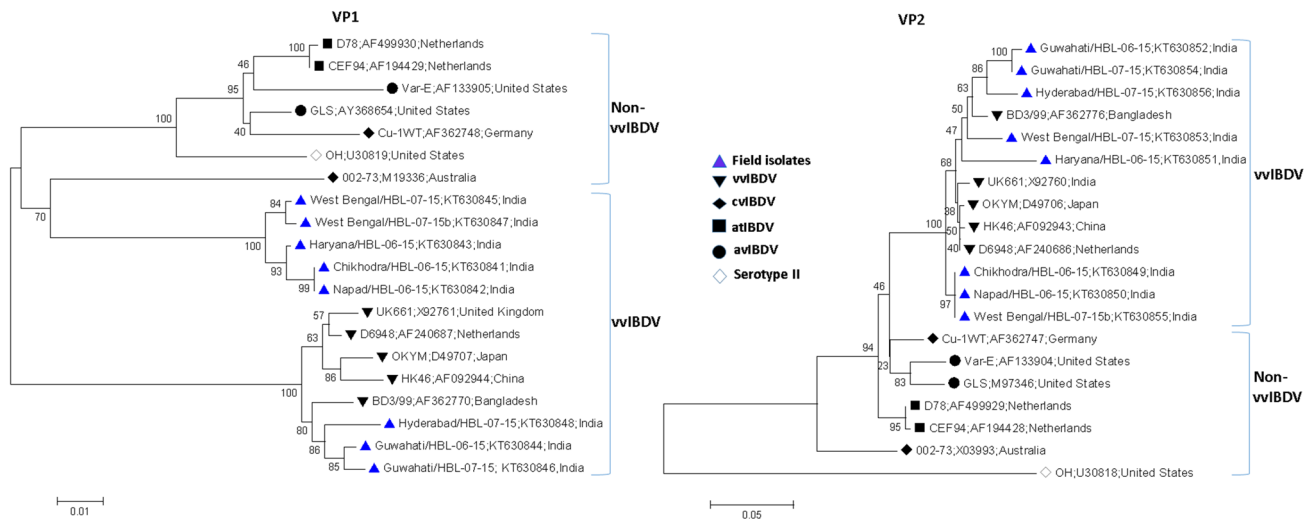 VP1
100
D78;AF499930;Netherlands
46
CEF94;AF194429;Netherlands
95
Var-E;AF133905;United States
GLS;AY368654;United States
100
40
Cu-1WT;AF362748;Germany
OH;U30819;United States
002-73;M19336;Australia
70
Non-
vvIBDV
84
West Bengal/HBL-07-15;KT630845;India
West Bengal/HBL-07-15b;KT630847;India
100
Haryana/HBL-06-15;KT630843;India
93
Chikhodra/HBL-06-15;KT630841;India
99
Napad/HBL-06-15;KT630842;India
57
UK661;X92761;United Kingdom
63
D6948;AF240687;Netherlands
OKYM;D49707;Japan
86
HK46;AF092944;China
100
BD3/99;AF362770;Bangladesh
80
Hyderabad/HBL-07-15;KT630848;India
86
Guwahati/HBL-06-15;KT630844;India
85
Guwahati/HBL-07-15; KT630846;India
vvIBDV
0.01
Field isolates
vvIBDV
cvIBDV
atIBDV
avIBDV
Serotype II
VP2
100
Guwahati/HBL-06-15;KT630852;India
86
Guwahati/HBL-07-15;KT630854;India
63
Hyderabad/HBL-07-15;KT630856;India
50
BD3/99;AF362776;Bangladesh
47
West Bengal/HBL-07-15;KT630853;India
68
Haryana/HBL-06-15;KT630851;India
UK661;X92760;India
38
OKYM;D49706;Japan
100
50
HK46;AF092943;China
40
D6948;AF240686;Netherlands
Chikhodra/HBL-06-15;KT630849;India
Napad/HBL-06-15;KT630850;India
97
West Bengal/HBL-07-15b;KT630855;India
vvIBDV
46
Cu-1WT;AF362747;Germany
94
23
Var-E;AF133904;United States
83
GLS;M97346;United States
D78;AF499929;Netherlands
95
CEF94;AF194428;Netherlands
002-73;X03993;Australia
OH;U30818;United States
Non-
vvIBDV
0.05